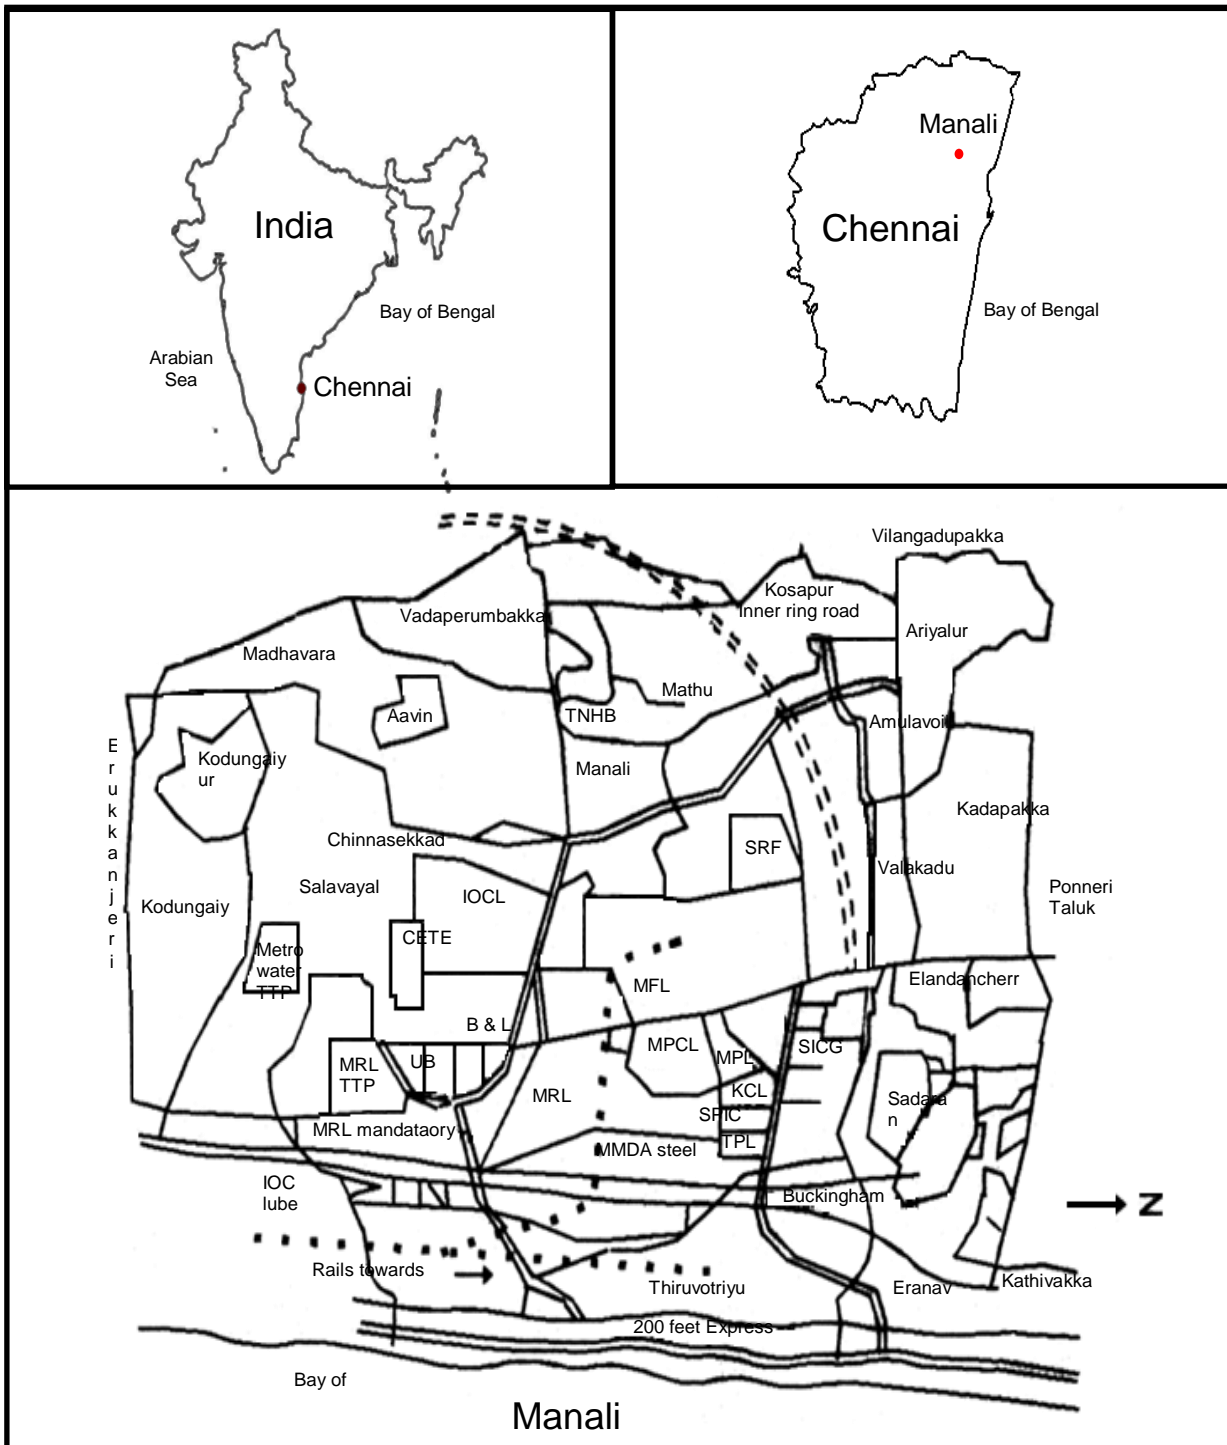 India
Bay of Bengal
Arabian
Sea
Chennai
Manali
Chennai
Bay of Bengal
Vilangadupakka
Kosapur
Inner ring road
Vadaperumbakka
Ariyalur
Madhavara
Mathu
Aavin
TNHB
Amulavoil
Erukkanjeri
Kodungaiy
ur
Manali
Kadapakka
Chinnasekkad
SRF
Valakadu
Salavayal
IOCL
Ponneri
Taluk
Kodungaiy
CETE
Metro
water
TTP
MFL
Elandancherr
B & L
MPCL
SICG
MPL
UB
MRL
TTP
MRL
KCL
Sadara
n
SPIC
MRL mandataory
MMDA steel
TPL
IOC
lube
Buckingham
N
Rails towards
Thiruvotriyu
Eranav
Kathivakka
200 feet Express
Bay of
Manali